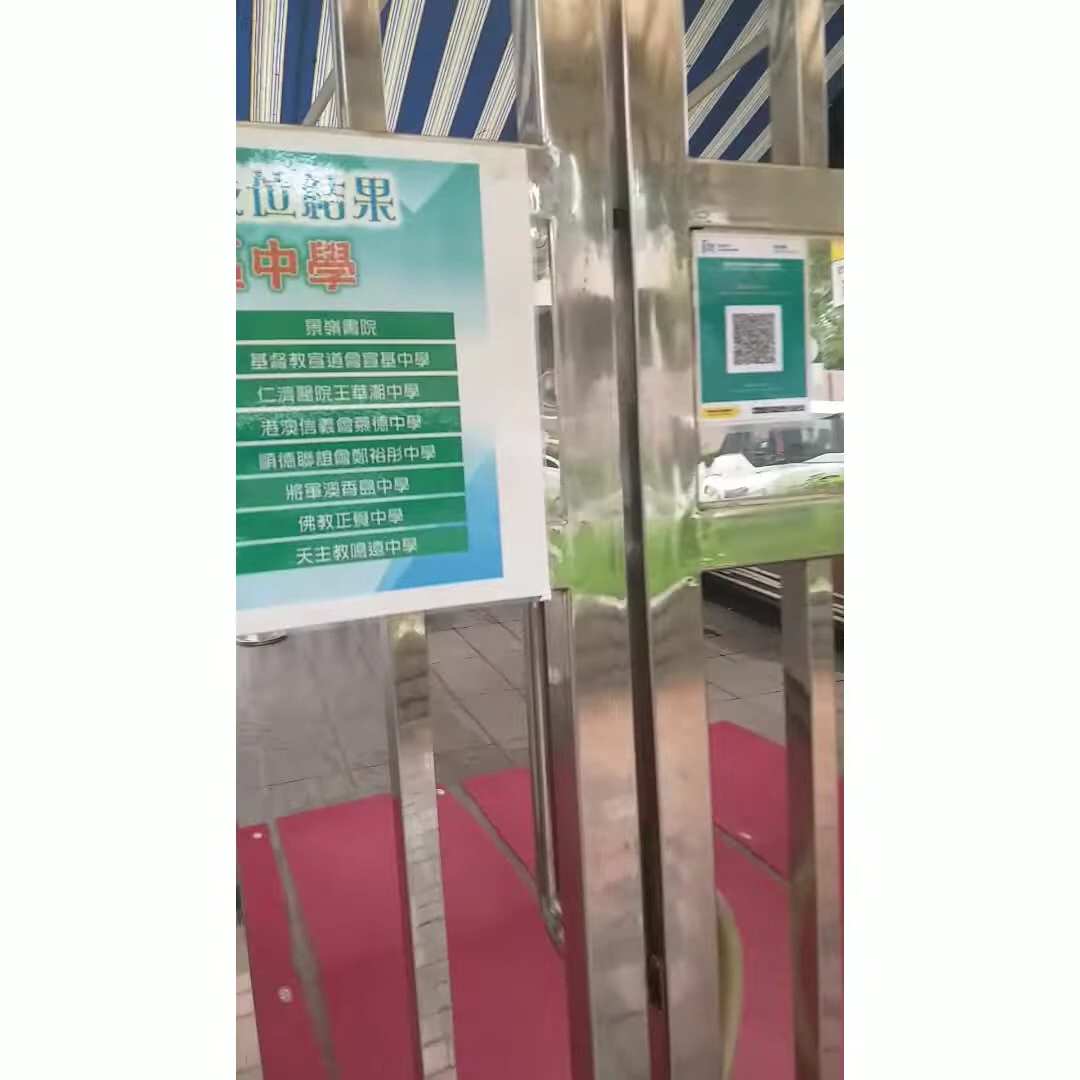 位結果
區中學
景嶺書院
基督教宣道會宣基中學
仁濟醫院王華湘中學
港澳信義會慕德中學
順德聯誼會鄭裕彤中學
將軍澳香島中學
佛教正覺中學
天主教鳴遠中學